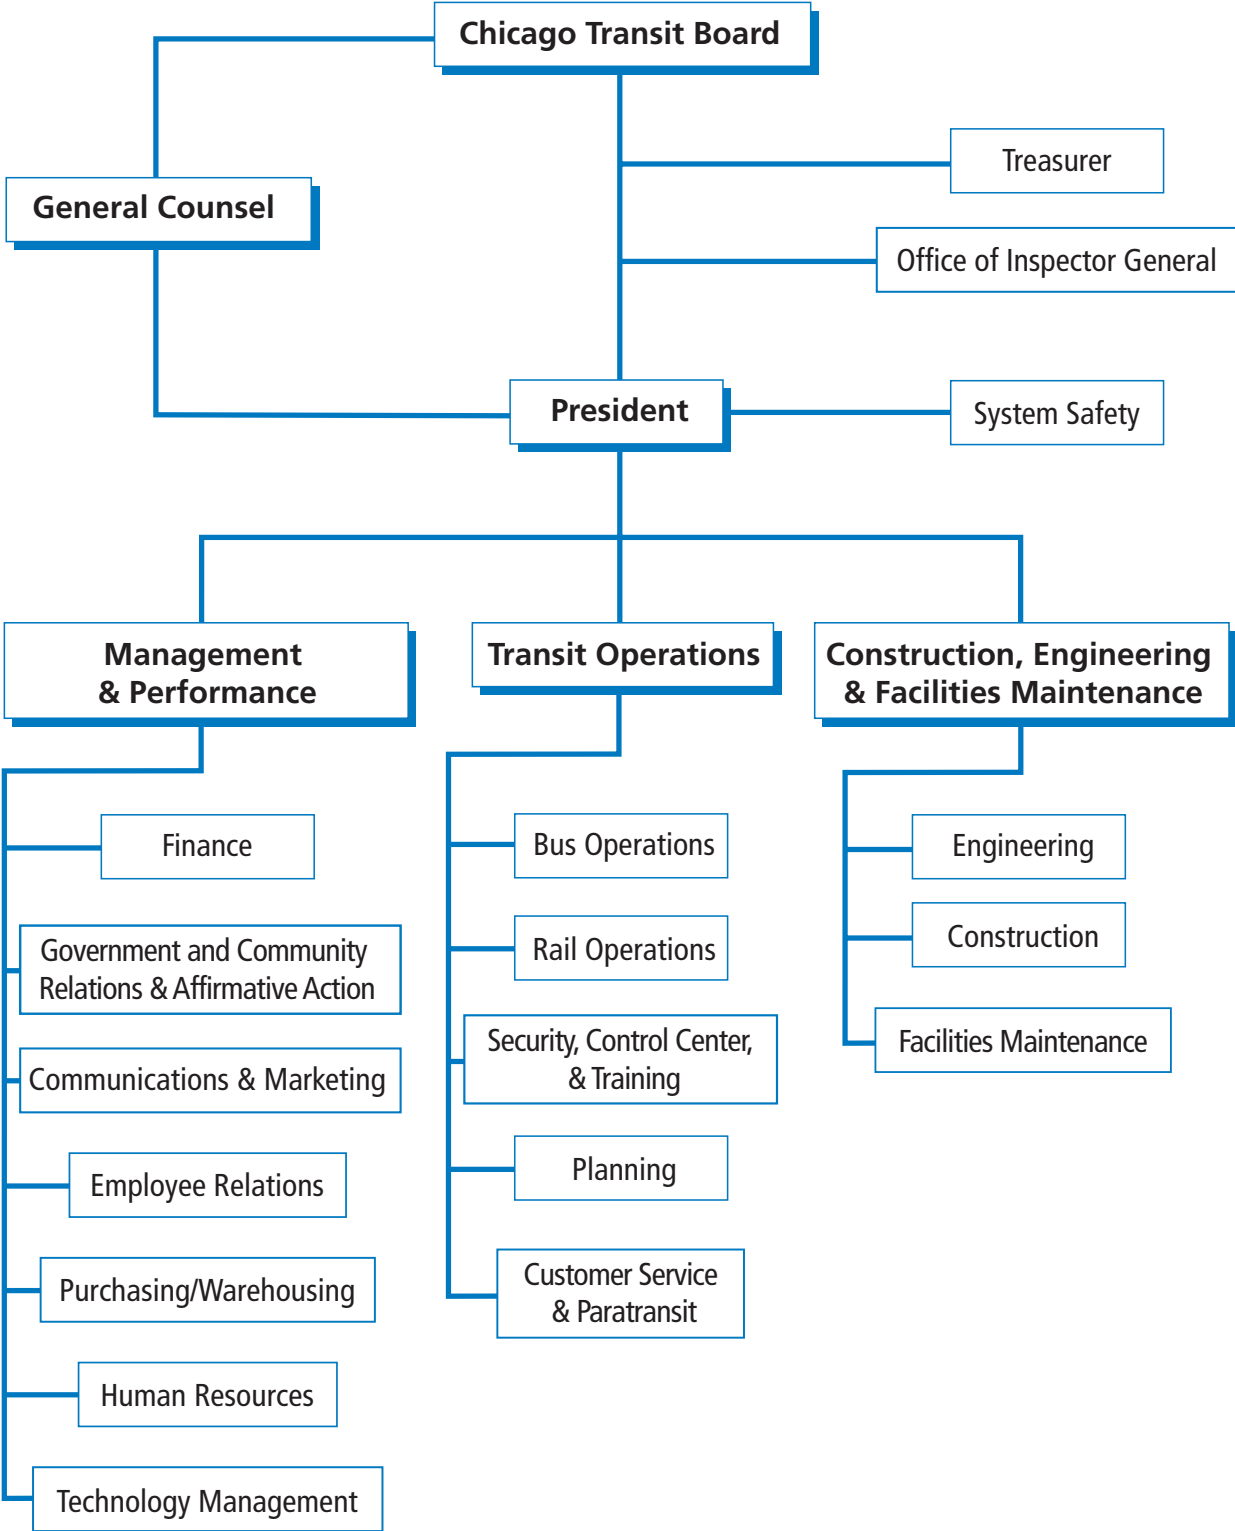 Chicago Transit Board
Treasurer
General Counsel
Office of Inspector General
President
System Safety
Management
& Performance
Transit Operations
Construction, Engineering
& Facilities Maintenance
Finance
Government and Community
Relations & Affirmative Action
Communications & Marketing
Employee Relations
Purchasing/Warehousing
Human Resources
Technology Management
Bus Operations
Rail Operations
Security, Control Center,
& Training
Planning
Customer Service
& Paratransit
Engineering
Construction
Facilities Maintenance